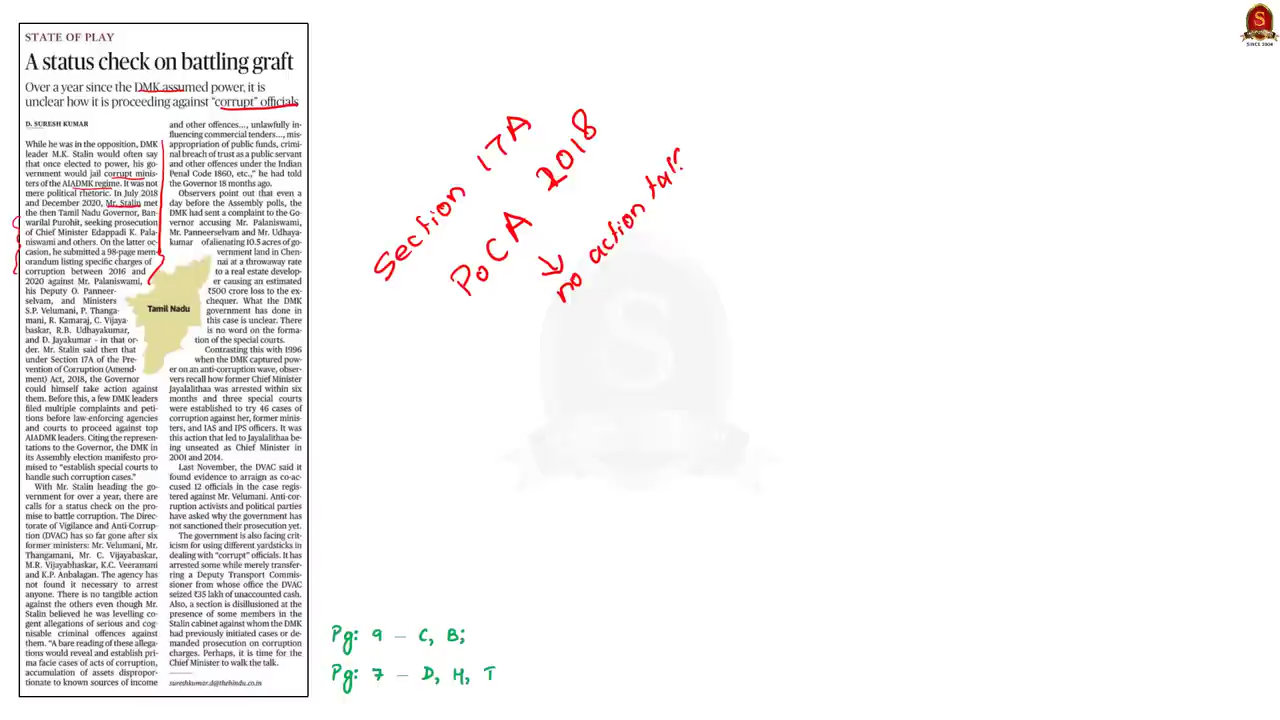 STATE OF PLAY
A status check on battling graft
Over a year since the DMK assumed power, it is
unclear how it is proceeding against "corrupt" officials
D. SURESH KUMAR
While he was in the opposition, DMK
leader M.K. Stalin would often say
that once elected to power, his go-
vernment would jail corrupt minis-
ters of the AIADMK regime. It was not
mere political rhetoric. In July 2018
and December 2020, Mr. Stalin met
the then Tamil Nadu Governor, Ban-
warilal Purohit, seeking prosecution
of Chief Minister Edappadi K. Pala-
niswami and others. On the latter oc-
casion, he submitted a 98-page mem-
orandum listing specific charges of
corruption between 2016 and
2020 against Mr. Palaniswami,
his Deputy O. Panneer-
selvam, and Ministers
S.P. Velumani, P. Thanga-
mani, R. Kamaraj, C. Vijaya-
baskar, R.B. Udhayakumar,
and D. Jayakumar - in that or-
der. Mr. Stalin said then that
under Section 17A of the Pre-
vention of Corruption (Amend-
ment) Act, 2018, the Governor
could himself take action against
them. Before this, a few DMK leaders
filed multiple complaints and peti-
tions before law-enforcing agencies
and courts to proceed against top
AIADMK leaders. Citing the represen-
tations to the Governor, the DMK in
its Assembly election manifesto pro-
mised to "establish special courts to
handle such corruption cases."
With Mr. Stalin heading the go-
vernment for over a year, there are
calls for a status check on the pro-
mise to battle corruption. The Direc-
torate of Vigilance and Anti-Corrup-
tion (DVAC) has so far gone after six
former ministers: Mr. Velumani, Mr.
Thangamani, Mr. C. Vijayabaskar,
M.R. Vijayabhaskar, K.C. Veeramani
and K.P. Anbalagan. The agency has
not found it necessary to arrest
anyone. There is no tangible action
against the others even though Mr.
Stalin believed he was levelling co-
gent allegations of serious and cog-
nisable criminal offences against
them. "A bare reading of these allega-
tions would reveal and establish pri-
ma facie cases of acts of corruption,
accumulation of assets dispropor-
tionate to known sources of income
and other offences..., unlawfully in-
fluencing commercial tenders..., mis-
appropriation of public funds, crimi-
nal breach of trust as a public servant
and other offences under the Indian
Penal Code 1860, etc.," he had told
the Governor 18 months ago.
Observers point out that even a
day before the Assembly polls, the
DMK had sent a complaint to the Go-
vernor accusing Mr. Palaniswami,
Mr. Panneerselvam and Mr. Udhaya-
kumar of alienating 10.5 acres of go-
vernment land in Chen-
nai at a throwaway rate
to a real estate develop-
er causing an estimated
₹500 crore loss to the ex-
chequer. What the DMK
government has done in
this case is unclear. There
is no word on the forma-
tion of the special courts.
Contrasting this with 1996
when the DMK captured pow-
er on an anti-corruption wave, obser-
vers recall how former Chief Minister
Jayalalithaa was arrested within six
months and three special courts
were established to try 46 cases of
corruption against her, former minis-
ters, and IAS and IPS officers. It was
this action that led to Jayalalithaa be-
ing unseated as Chief Minister in
2001 and 2014.
Last November, the DVAC said it
found evidence to arraign as co-ac-
cused 12 officials in the case regis-
tered against Mr. Velumani. Anti-cor-
ruption activists and political parties
have asked why the government has
not sanctioned their prosecution yet.
The government is also facing crit-
icism for using different yardsticks in
dealing with "corrupt" officials. It has
arrested some while merely transfer-
ring a Deputy Transport Commis-
sioner from whose office the DVAC
seized ₹35 lakh of unaccounted cash.
Also, a section is disillusioned at the
presence of some members in the
Stalin cabinet against whom the DMK
had previously initiated cases or de-
manded prosecution on corruption
charges. Perhaps, it is time for the
Chief Minister to walk the talk.
sureshkumar.d@thehindu.co.in
Tamil Nadu
Section 17A
PoCA 2018
no action
Pg: 9 – C, B;
Pg: 7 – D, H, T
S
SINCE 2004